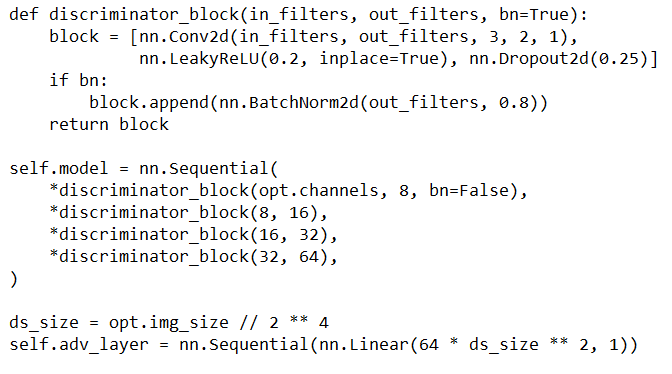 def discriminator_block(in_filters, out_filters, bn=True):
    block = [nn.Conv2d(in_filters, out_filters, 3, 2, 1),
             nn.LeakyReLU(0.2, inplace=True), nn.Dropout2d(0.25)]
    if bn:
        block.append(nn.BatchNorm2d(out_filters, 0.8))
    return block

self.model = nn.Sequential(
    *discriminator_block(opt.channels, 8, bn=False),
    *discriminator_block(8, 16),
    *discriminator_block(16, 32),
    *discriminator_block(32, 64),
)

ds_size = opt.img_size // 2 ** 4
self.adv_layer = nn.Sequential(nn.Linear(64 * ds_size ** 2, 1))